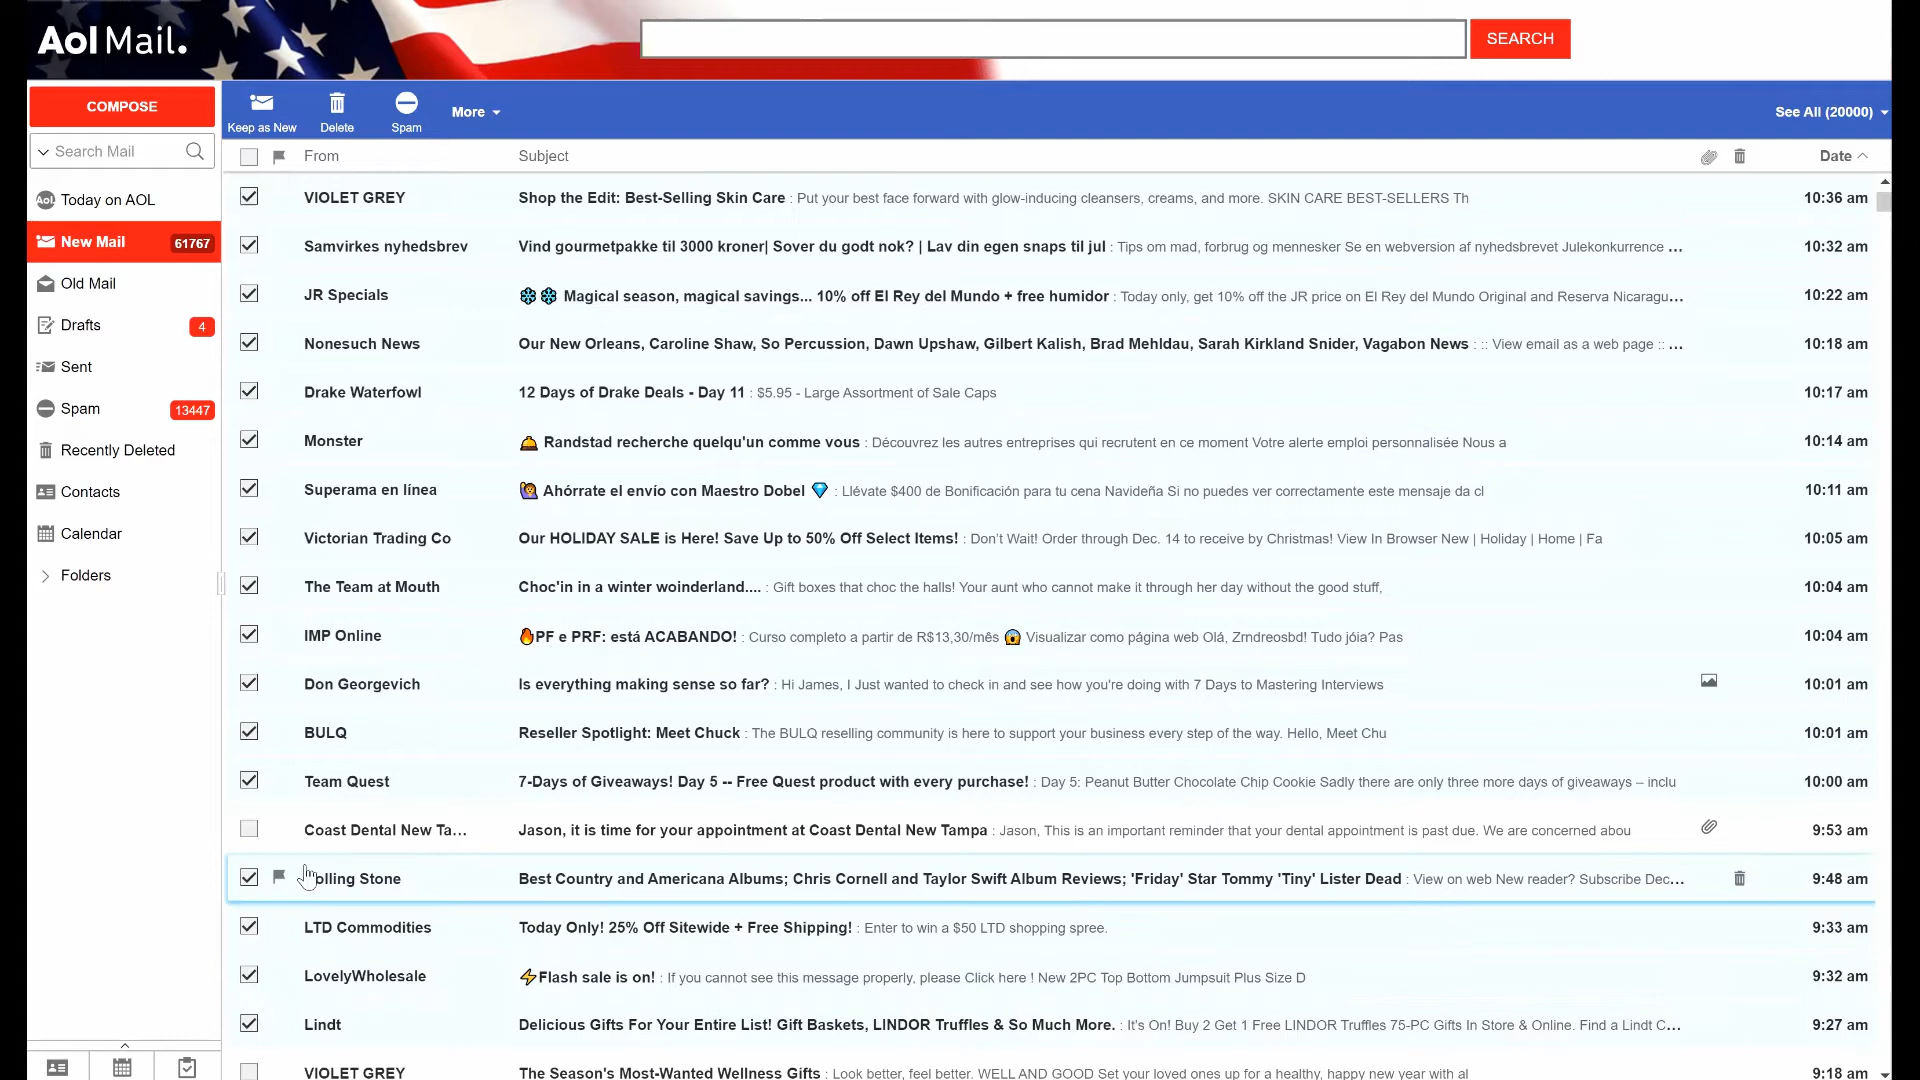 Aol Mail.
SEARCH
COMPOSE
Keep as New Delete Spam More See All (20000)
Search Mail
From Subject Date
Aol. Today on AOL
New Mail 61767
Old Mail
Drafts 4
Sent
Spam 13447
Recently Deleted
Contacts
Calendar
Folders
VIOLET GREY Shop the Edit: Best-Selling Skin Care : Put your best face forward with glow-inducing cleansers, creams, and more. SKIN CARE BEST-SELLERS Th 10:36 am
Samvirkes nyhedsbrev Vind gourmetpakke til 3000 kroner| Sover du godt nok? | Lav din egen snaps til jul : Tips om mad, forbrug og mennesker Se en webversion af nyhedsbrevet Julekonkurrence ... 10:32 am
JR Specials ❄❄ Magical season, magical savings... 10% off El Rey del Mundo + free humidor : Today only, get 10% off the JR price on El Rey del Mundo Original and Reserva Nicaragu... 10:22 am
Nonesuch News Our New Orleans, Caroline Shaw, So Percussion, Dawn Upshaw, Gilbert Kalish, Brad Mehldau, Sarah Kirkland Snider, Vagabon News : :: View email as a web page :: ... 10:18 am
Drake Waterfowl 12 Days of Drake Deals - Day 11 : $5.95 - Large Assortment of Sale Caps 10:17 am
Monster 🛎 Randstad recherche quelqu'un comme vous : Découvrez les autres entreprises qui recrutent en ce moment Votre alerte emploi personnalisée Nous a 10:14 am
Superama en línea 🙋 Ahórrate el envío con Maestro Dobel 💎 : Llévate $400 de Bonificación para tu cena Navideña Si no puedes ver correctamente este mensaje da cl 10:11 am
Victorian Trading Co Our HOLIDAY SALE is Here! Save Up to 50% Off Select Items! : Don't Wait! Order through Dec. 14 to receive by Christmas! View In Browser New | Holiday | Home | Fa 10:05 am
The Team at Mouth Choc'in in a winter woinderland.... : Gift boxes that choc the halls! Your aunt who cannot make it through her day without the good stuff, 10:04 am
IMP Online 🔥PF e PRF: está ACABANDO! : Curso completo a partir de R$13,30/mês 😱 Visualizar como página web Olá, Zrndreosbd! Tudo jóia? Pas 10:04 am
Don Georgevich Is everything making sense so far? : Hi James, I Just wanted to check in and see how you're doing with 7 Days to Mastering Interviews 10:01 am
BULQ Reseller Spotlight: Meet Chuck : The BULQ reselling community is here to support your business every step of the way. Hello, Meet Chu 10:01 am
Team Quest 7-Days of Giveaways! Day 5 -- Free Quest product with every purchase! : Day 5: Peanut Butter Chocolate Chip Cookie Sadly there are only three more days of giveaways – inclu 10:00 am
Coast Dental New Ta... Jason, it is time for your appointment at Coast Dental New Tampa : Jason, This is an important reminder that your dental appointment is past due. We are concerned abou 9:53 am
olling Stone Best Country and Americana Albums; Chris Cornell and Taylor Swift Album Reviews; 'Friday' Star Tommy 'Tiny' Lister Dead : View on web New reader? Subscribe Dec... 9:48 am
LTD Commodities Today Only! 25% Off Sitewide + Free Shipping! : Enter to win a $50 LTD shopping spree. 9:33 am
LovelyWholesale ⚡Flash sale is on! : If you cannot see this message properly, please Click here ! New 2PC Top Bottom Jumpsuit Plus Size D 9:32 am
Lindt Delicious Gifts For Your Entire List! Gift Baskets, LINDOR Truffles & So Much More. : It's On! Buy 2 Get 1 Free LINDOR Truffles 75-PC Gifts In Store & Online. Find a Lindt C... 9:27 am
VIOLET GREY The Season's Most-Wanted Wellness Gifts : Look better, feel better. WELL AND GOOD Set your loved ones up for a healthy, happy new year with al 9:18 am